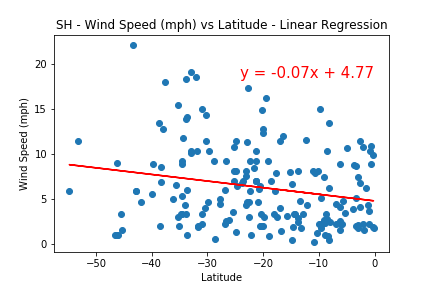 SH - Wind Speed (mph) vs Latitude - Linear Regression
y = -0.07x + 4.77
Wind Speed (mph)
20
15
10
5
0
−50
−40
−30
−20
−10
0
Latitude